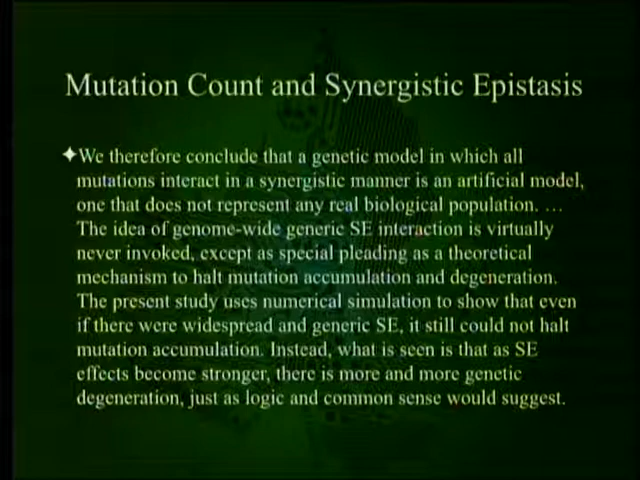 Mutation Count and Synergistic Epistasis
✦We therefore conclude that a genetic model in which all
mutations interact in a synergistic manner is an artificial model,
one that does not represent any real biological population. …
The idea of genome-wide generic SE interaction is virtually
never invoked, except as special pleading as a theoretical
mechanism to halt mutation accumulation and degeneration.
The present study uses numerical simulation to show that even
if there were widespread and generic SE, it still could not halt
mutation accumulation. Instead, what is seen is that as SE
effects become stronger, there is more and more genetic
degeneration, just as logic and common sense would suggest.